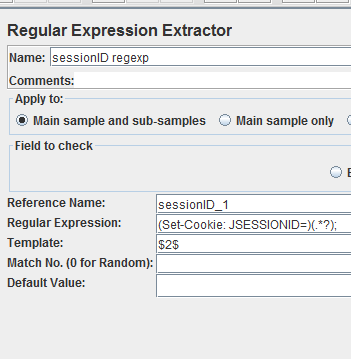 Regular Expression Extractor
Name: sessionID regexp
Comments:
Apply to:
Main sample and sub-samples Main sample only
Field to check
Reference Name: sessionID_1
Regular Expression: (Set-Cookie: JSESSIONID=)(.*?);
Template: $2$
Match No. (0 for Random):
Default Value: